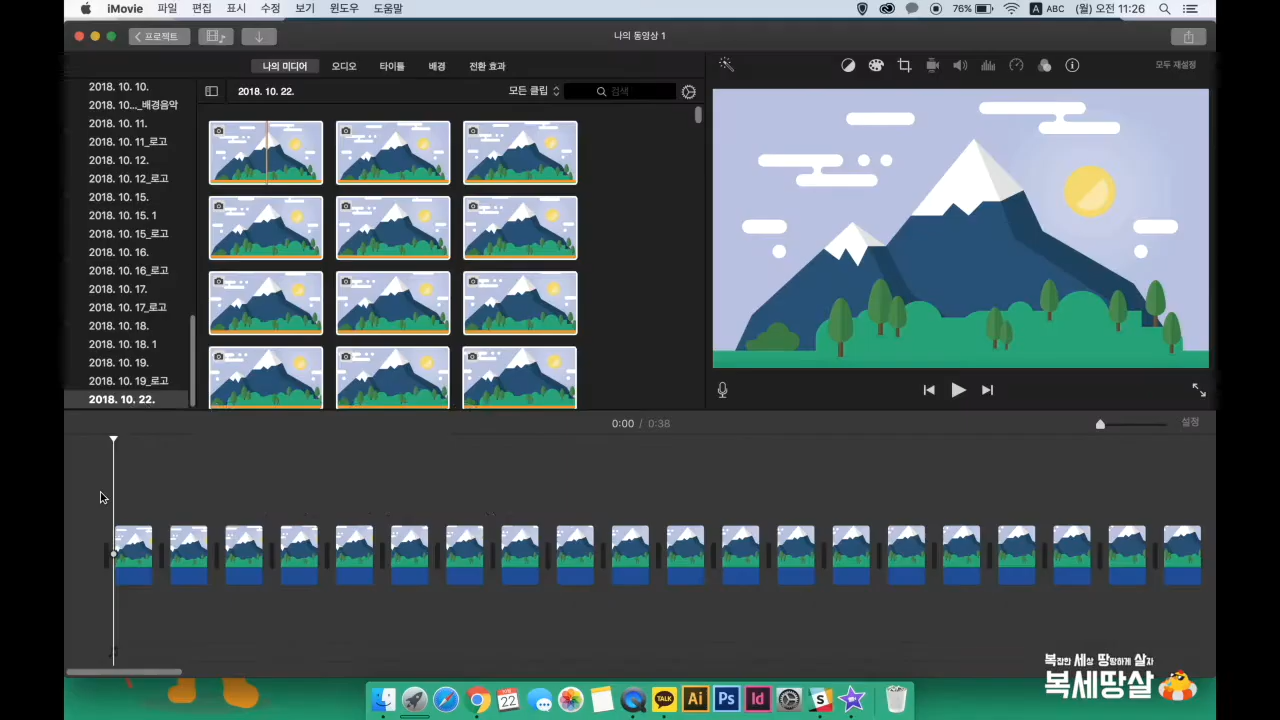 iMovie 파일 편집 표시 수정 보기 윈도우 도움말 76% A ABC (월) 오전 11:26
프로젝트 나의 동영상 1
나의 미디어 오디오 타이틀 배경 전환 효과 모두 재설정
2018. 10. 22. 모든 클립 검색
2018. 10. 10.
2018. 10..._배경음악
2018. 10. 11.
2018. 10. 11_로고
2018. 10. 12.
2018. 10. 12_로고
2018. 10. 15.
2018. 10. 15. 1
2018. 10. 15_로고
2018. 10. 16.
2018. 10. 16_로고
2018. 10. 17.
2018. 10. 17_로고
2018. 10. 18.
2018. 10. 18. 1
2018. 10. 19.
2018. 10. 19_로고
2018. 10. 22.
0:00 / 0:38 설정
복잡한 세상 땅땅하게 살자
복세땅살
22 TALK Ai Ps Id S